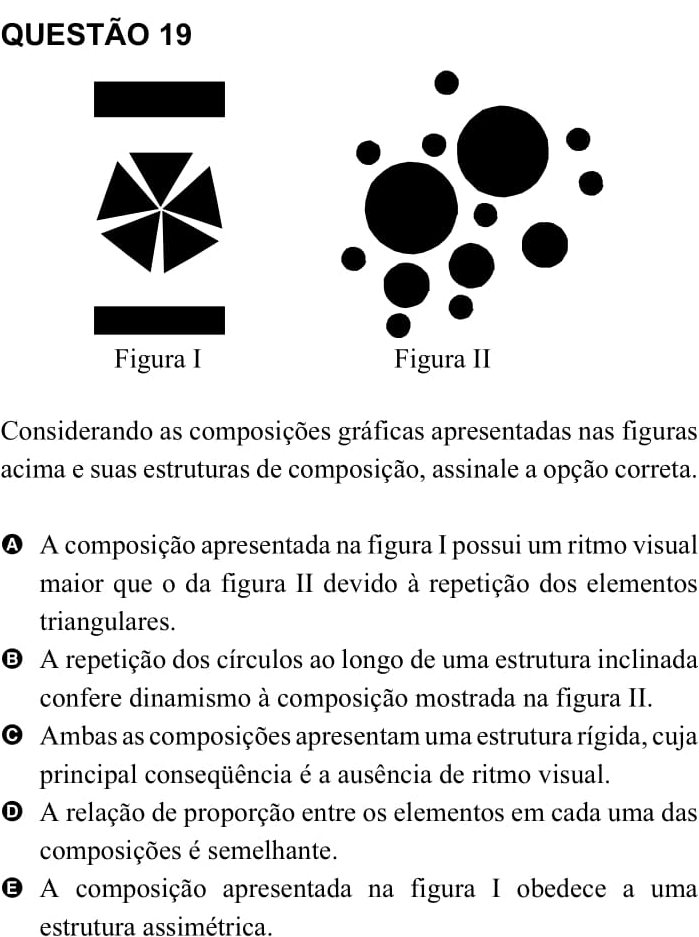 QUESTÃO 19
Figura I
Figura II
Considerando as composições gráficas apresentadas nas figuras
acima e suas estruturas de composição, assinale a opção correta.
A A composição apresentada na figura I possui um ritmo visual
maior que o da figura II devido à repetição dos elementos
triangulares.
B A repetição dos círculos ao longo de uma estrutura inclinada
confere dinamismo à composição mostrada na figura II.
C Ambas as composições apresentam uma estrutura rígida, cuja
principal conseqüência é a ausência de ritmo visual.
D A relação de proporção entre os elementos em cada uma das
composições é semelhante.
E A composição apresentada na figura I obedece a uma
estrutura assimétrica.